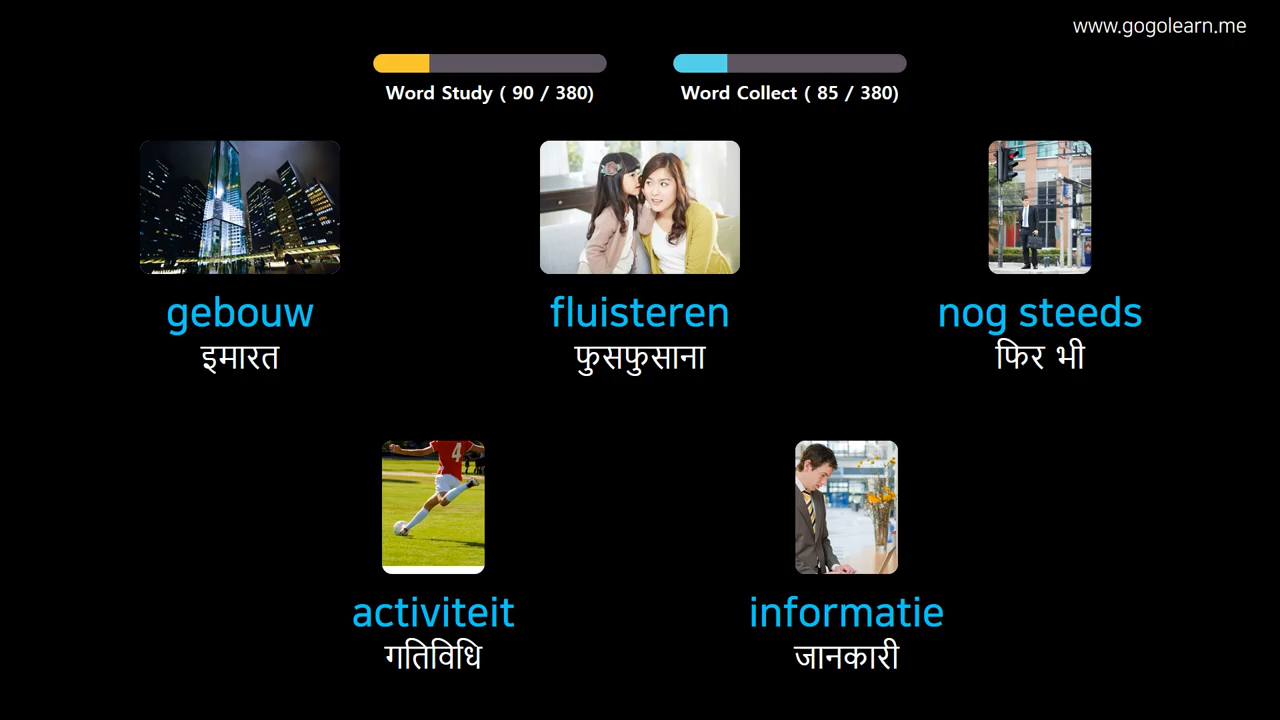 www.gogolearn.me
Word Study ( 90 / 380)
Word Collect ( 85 / 380)
gebouw
इमारत
fluisteren
फुसफुसाना
nog steeds
फिर भी
4
activiteit
गतिविधि
informatie
जानकारी